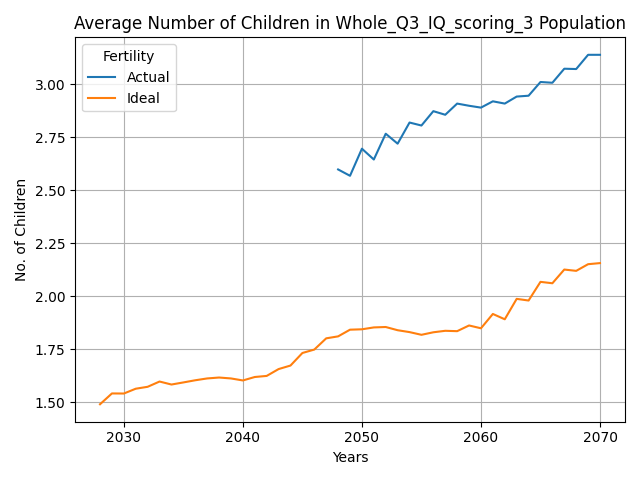 Average Number of Children in Whole_Q3_IQ_scoring_3 Population
Fertility
Actual
Ideal
No. of Children
3.00
2.75
2.50
2.25
2.00
1.75
1.50
2030
2040
2050
2060
2070
Years